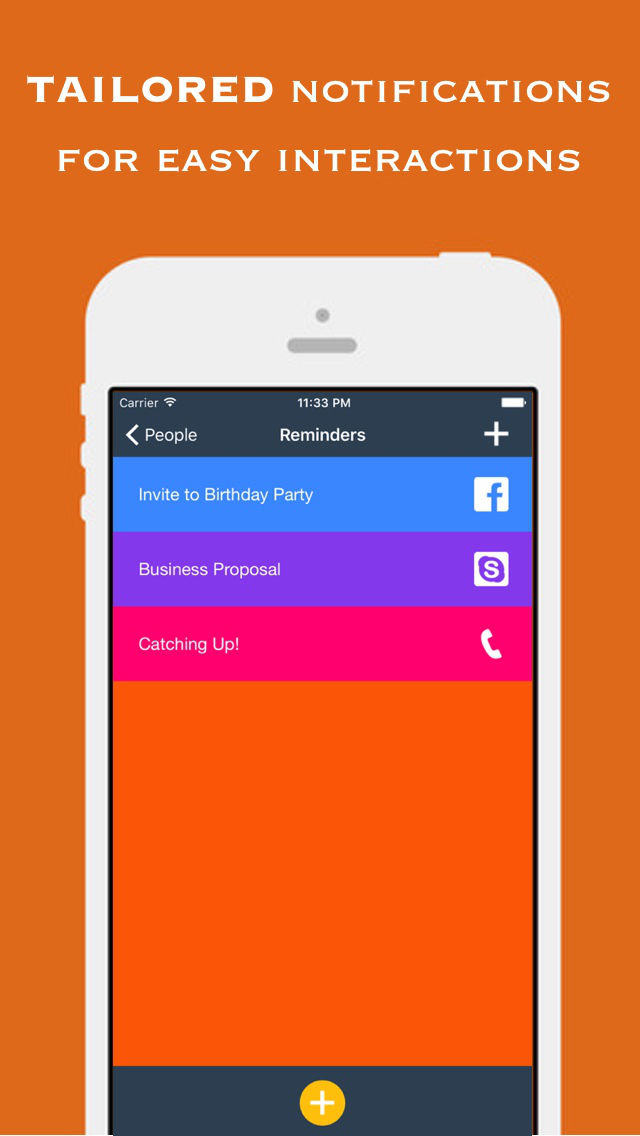 TAILORED NOTIFICATIONS
FOR EASY INTERACTIONS
Carrier 11:33 PM
People Reminders +
Invite to Birthday Party f
Business Proposal S
Catching Up!
+